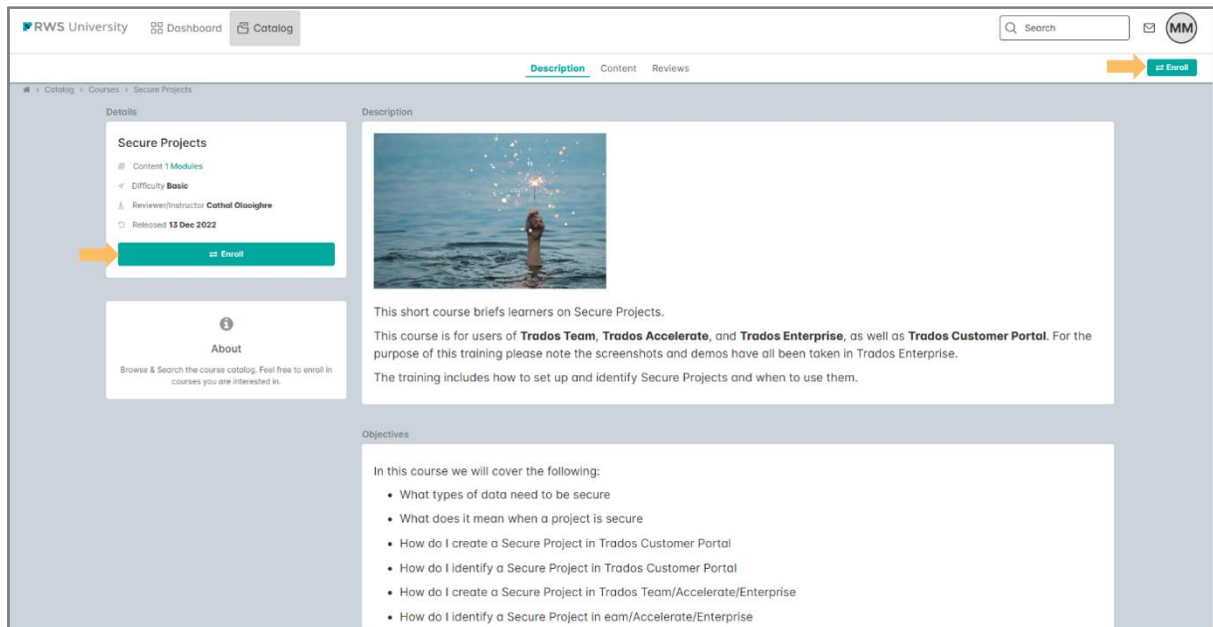 RWS University
Dashboard
Catalog
Search
MM
Description
Content
Reviews
Enroll
Catalog > Courses > Secure Projects
Details
Secure Projects
Content 1 Modules
Difficulty Basic
Reviewer/Instructor Cathal Olaoighre
Released 13 Dec 2022
Enroll
About
Browse & Search the course catalog. Feel free to enroll in
courses you are interested in.
Description
This short course briefs learners on Secure Projects.
This course is for users of Trados Team, Trados Accelerate, and Trados Enterprise, as well as Trados Customer Portal. For the
purpose of this training please note the screenshots and demos have all been taken in Trados Enterprise.
The training includes how to set up and identify Secure Projects and when to use them.
Objectives
In this course we will cover the following:
• What types of data need to be secure
• What does it mean when a project is secure
• How do I create a Secure Project in Trados Customer Portal
• How do I identify a Secure Project in Trados Customer Portal
• How do I create a Secure Project in Trados Team/Accelerate/Enterprise
• How do I identify a Secure Project in eam/Accelerate/Enterprise